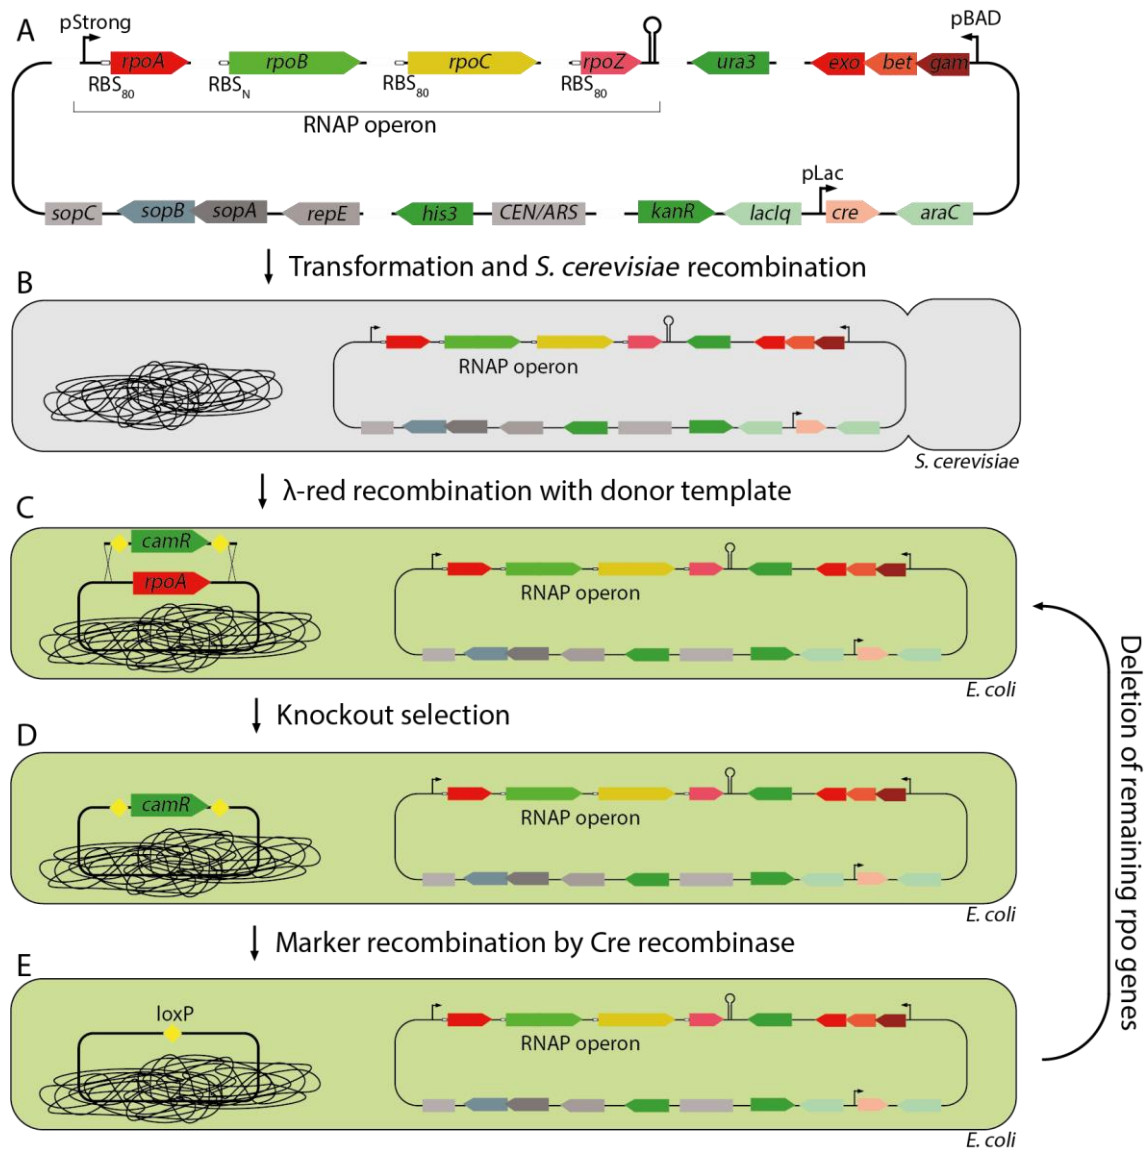 A
pStrong
pBAD
rpoA
rpoB
rpoC
rpoZ
ura3
exo
bet
gam
RBS80
RBSN
RBS80
RBS80
RNAP operon
pLac
sopC
sopB
sopA
repE
his3
CEN/ARS
kanR
lacIq
cre
araC
Transformation and S. cerevisiae recombination
B
RNAP operon
S. cerevisiae
λ-red recombination with donor template
C
camR
rpoA
RNAP operon
E. coli
Knockout selection
D
camR
RNAP operon
E. coli
Marker recombination by Cre recombinase
E
loxP
RNAP operon
E. coli
Deletion of remaining rpo genes